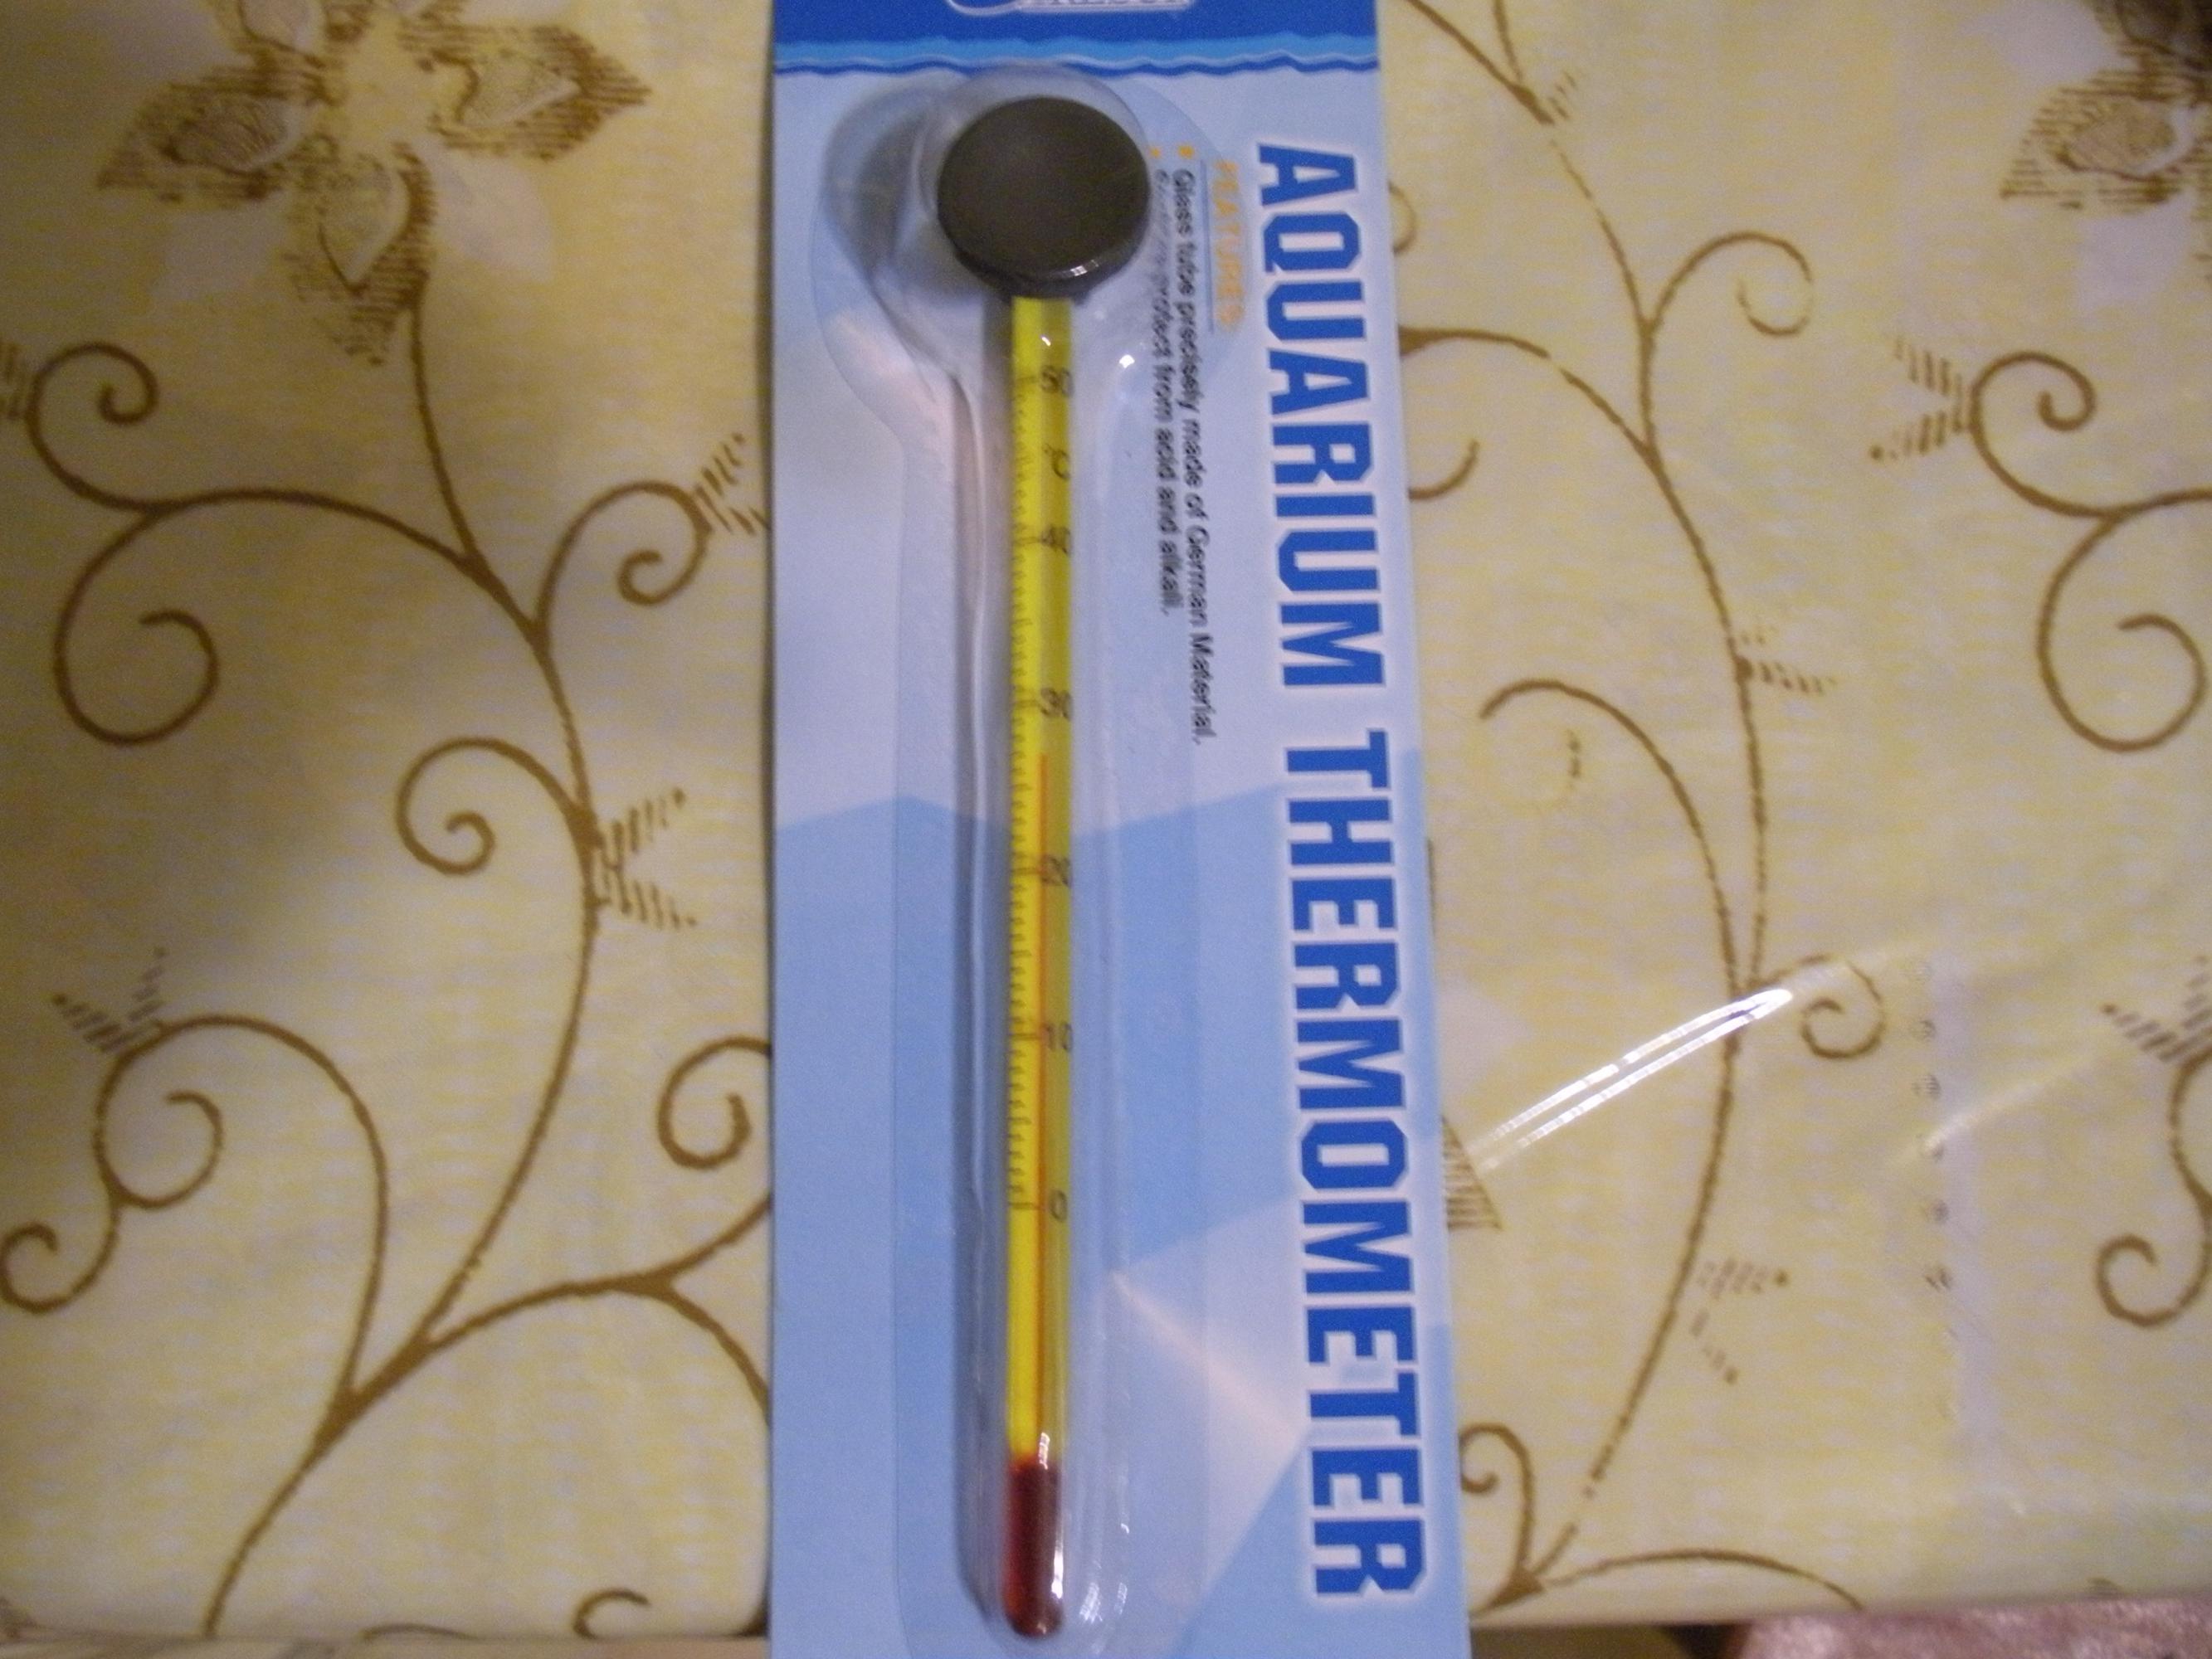 AQUARIUM THERMOMETER
FEATURES
Glass tube precisely made of German Material.
protect from acid and alkali.
50
°C
40
30
20
10
0